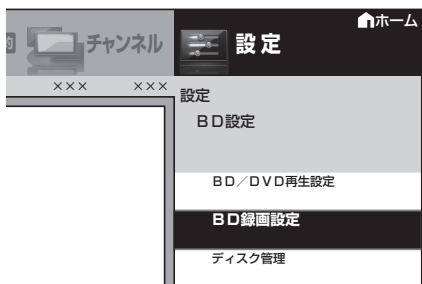 ホーム
的 チャンネル 設定
××× ×××
設定
ＢＤ設定
ＢＤ／ＤＶＤ再生設定
ＢＤ録画設定
ディスク管理